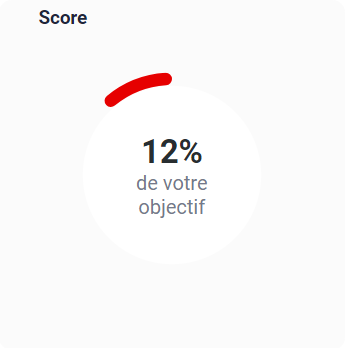 Score
12%
de votre
objectif